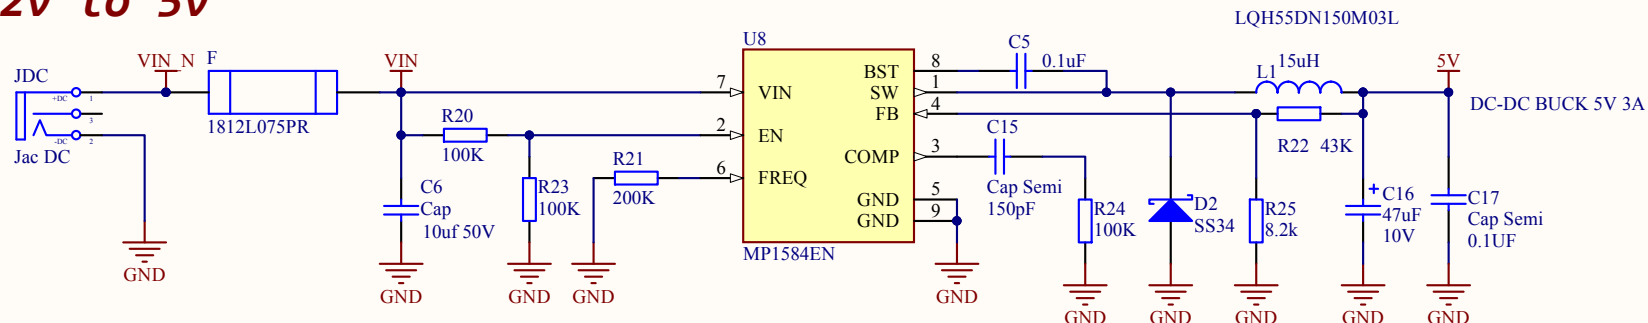 2V to 5V
LQH55DN150M03L
JDC
+DC
1
3
-DC
2
Jac DC
GND
VIN_N
F
1812L075PR
VIN
C6
Cap
10uf 50V
GND
R20
100K
R23
100K
GND
R21
200K
GND
U8
7
VIN
2
EN
6
FREQ
BST
8
SW
1
FB
4
COMP
3
GND
5
GND
9
MP1584EN
GND
C5
0.1uF
C15
Cap Semi
150pF
R24
100K
GND
D2
SS34
GND
L1
15uH
R22 43K
R25
8.2k
GND
+
C16
47uF
10V
GND
5V
C17
Cap Semi
0.1UF
GND
DC-DC BUCK 5V 3A